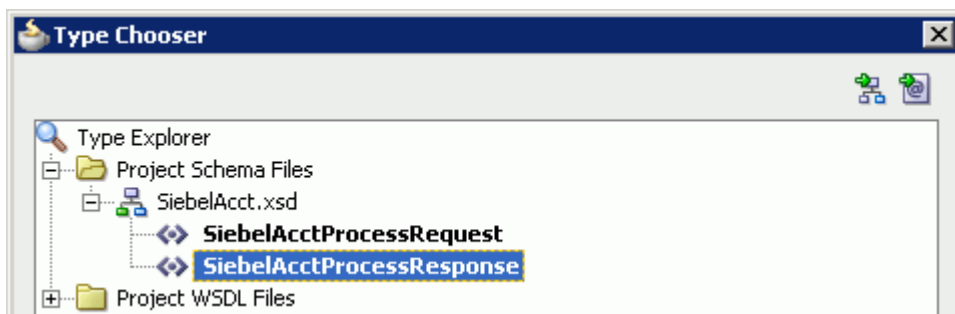 Type Chooser
Type Explorer
Project Schema Files
SiebelAcct.xsd
SiebelAcctProcessRequest
SiebelAcctProcessResponse
Project WSDL Files